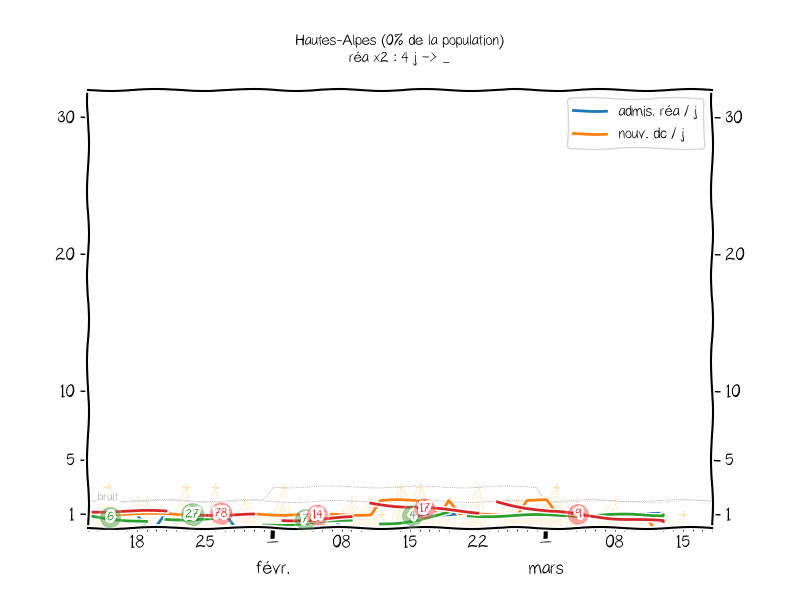 Hautes-Alpes (0% de la population)
réa x2 : 4 j -> _
admis. réa / j
nouv. dc / j
30 30
20 20
10 10
5 5
1 1
bruit
6 27 78 7 14 4 17 9
18 25 1 08 15 22 1 08 15
févr. mars